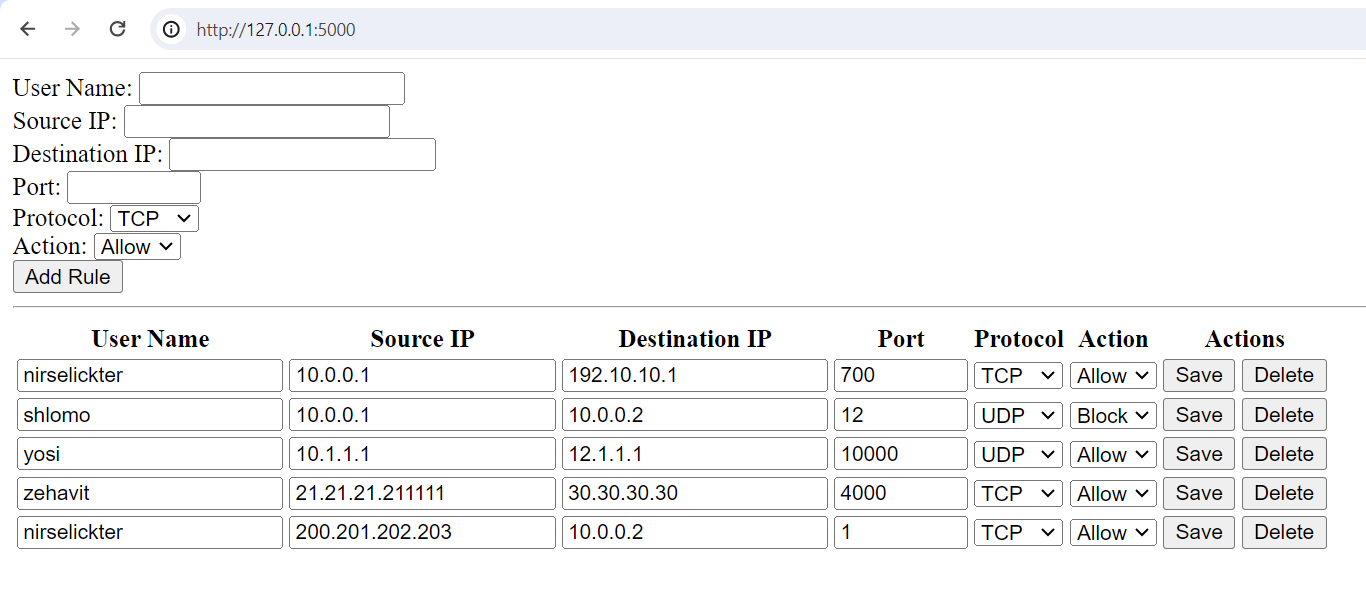 http://127.0.0.1:5000
User Name:
Source IP:
Destination IP:
Port:
Protocol: TCP
Action: Allow
Add Rule
User Name Source IP Destination IP Port Protocol Action Actions
nirselickter 10.0.0.1 192.10.10.1 700 TCP Allow Save Delete
shlomo 10.0.0.1 10.0.0.2 12 UDP Block Save Delete
yosi 10.1.1.1 12.1.1.1 10000 UDP Allow Save Delete
zehavit 21.21.21.211111 30.30.30.30 4000 TCP Allow Save Delete
nirselickter 200.201.202.203 10.0.0.2 1 TCP Allow Save Delete